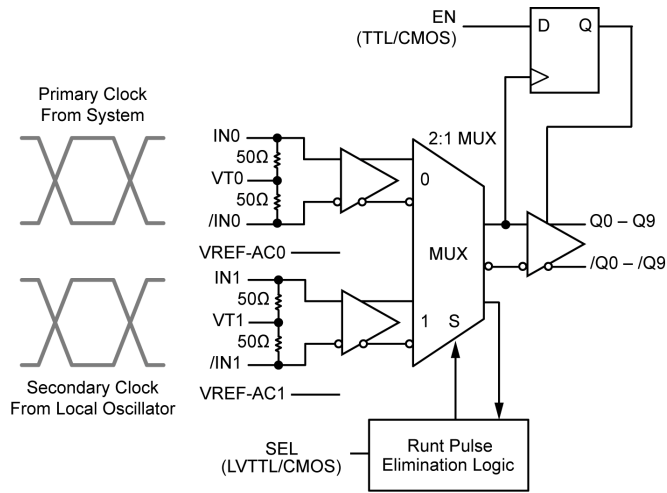 EN
(TTL/CMOS)
D Q
Primary Clock
From System
2:1 MUX
IN0
50Ω
VT0
50Ω
/IN0
0
VREF-AC0
MUX
Q0 – Q9
/Q0 – /Q9
IN1
50Ω
VT1
50Ω
/IN1
1 S
VREF-AC1
Secondary Clock
From Local Oscillator
SEL
(LVTTL/CMOS)
Runt Pulse
Elimination Logic